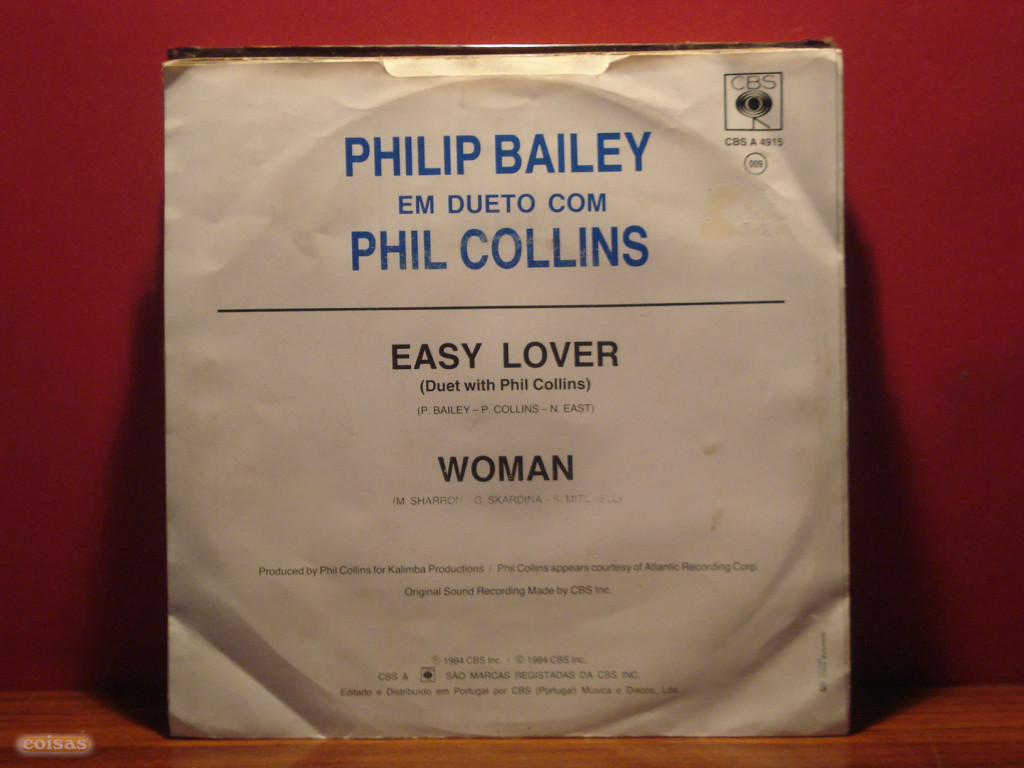 CBS
CBS A 4915
009
PHILIP BAILEY
EM DUETO COM
PHIL COLLINS
EASY LOVER
(Duet with Phil Collins)
(P. BAILEY – P. COLLINS – N. EAST)
WOMAN
(M. SHARRON G. SKARDINA – S.
Produced by Phil Collins for Kalimba Productions / Phil Collins appears courtesy of Atlantic Recording Corp.
Original Sound Recording Made by CBS Inc.
℗ 1984 CBS Inc. / © 1984 CBS Inc.
CBS & SÃO MARCAS REGISTADAS DA CBS INC.
Editado e Distribuído em Portugal por CBS (Portugal) Musica e Discos, Lda.
coisas